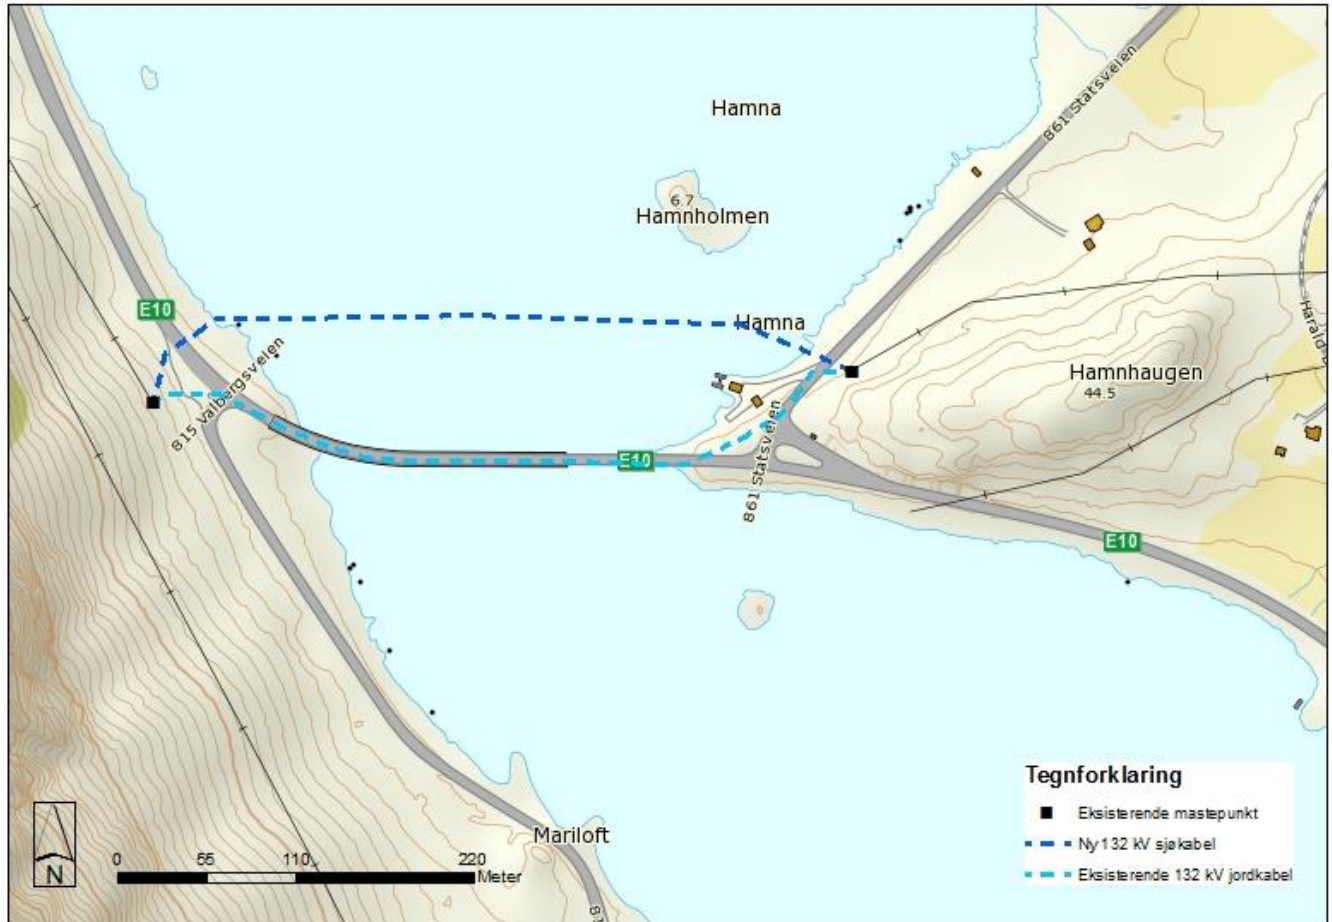 Hamna
861 Statsveien
6.7
Hamnholmen
E10
Hamna
Harald
815 Valbergsveien
Hamnhaugen
44.5
E10
861 Statsveien
E10
Mariloft
Tegnforklaring
Eksisterende mastepunkt
Ny 132 kV sjøkabel
Eksisterende 132 kV jordkabel
0 55 110 220
Meter
N